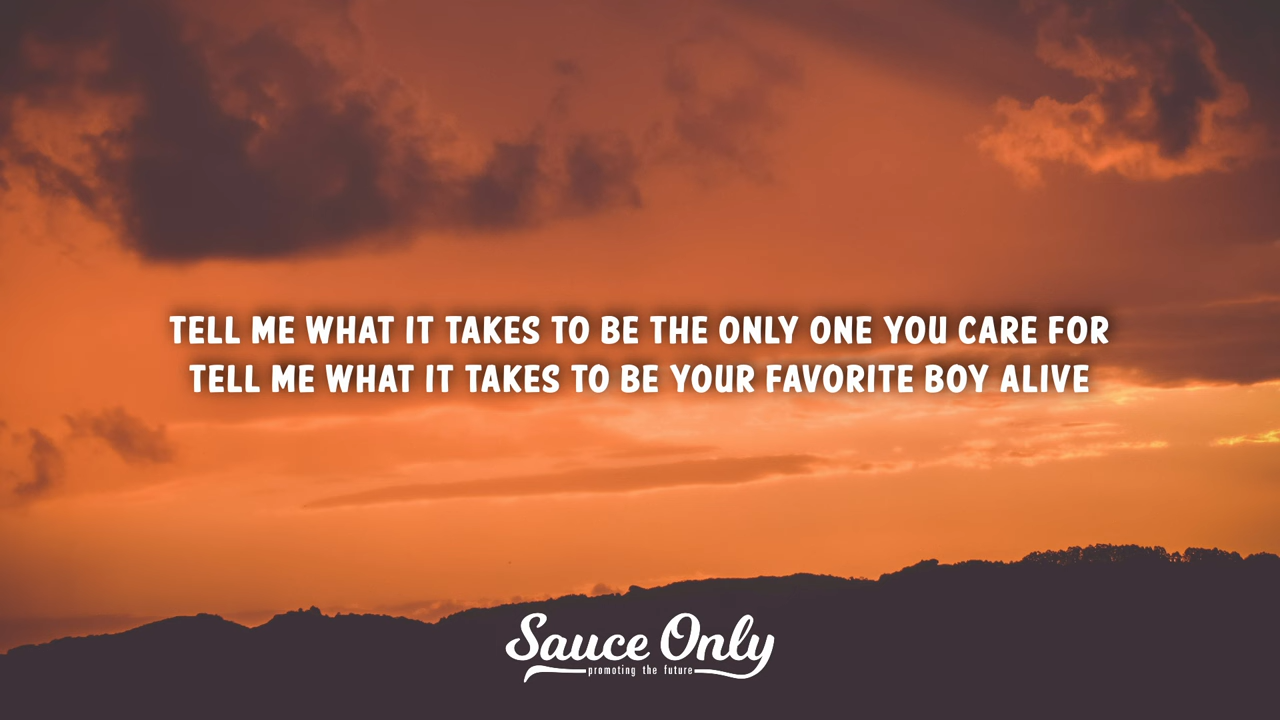 TELL ME WHAT IT TAKES TO BE THE ONLY ONE YOU CARE FOR
TELL ME WHAT IT TAKES TO BE YOUR FAVORITE BOY ALIVE
Sauce Only
promoting the future